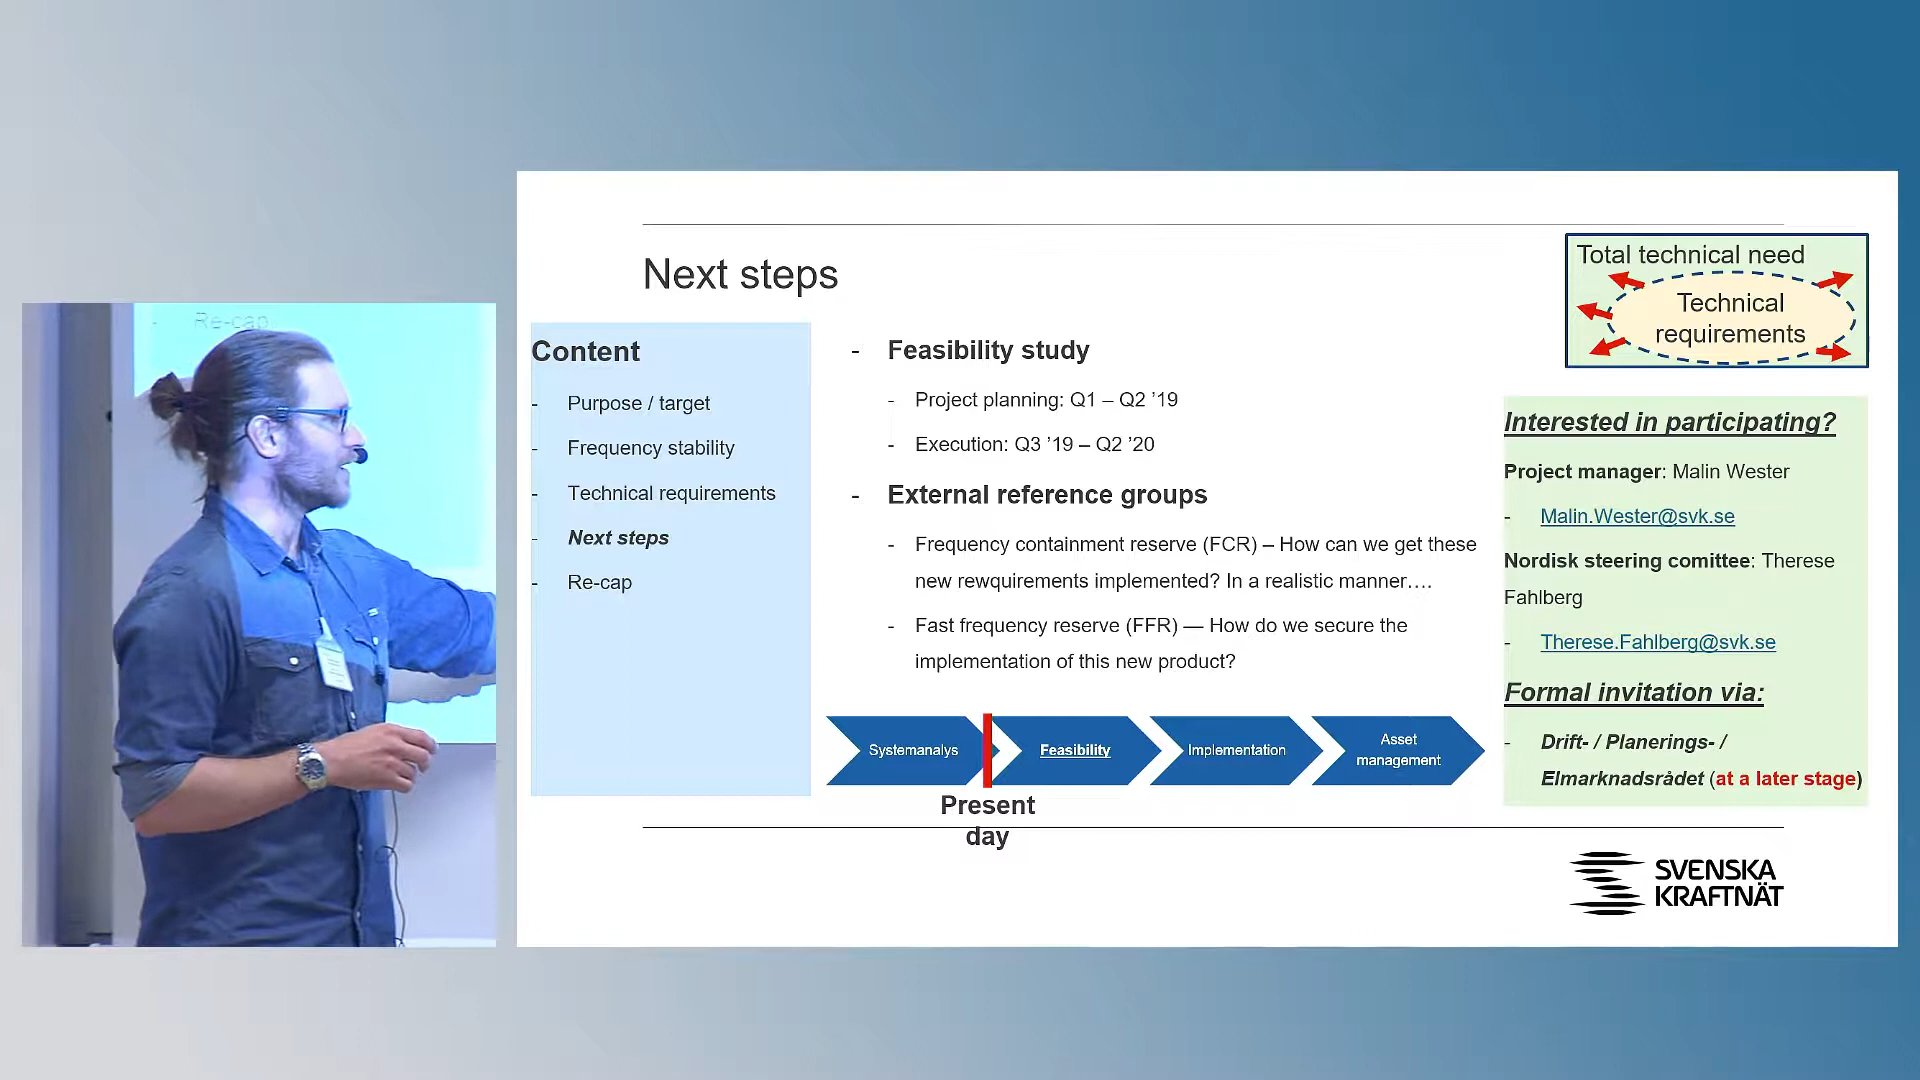 Re-cap
Next steps
Total technical need
Technical
requirements
Content
- Purpose / target
- Frequency stability
- Technical requirements
- Next steps
- Re-cap
- Feasibility study
- Project planning: Q1 – Q2 ’19
- Execution: Q3 ’19 – Q2 ’20
- External reference groups
- Frequency containment reserve (FCR) – How can we get these
new rewquirements implemented? In a realistic manner….
- Fast frequency reserve (FFR) — How do we secure the
implementation of this new product?
Systemanalys
Feasibility
Implementation
Asset
management
Present
day
Interested in participating?
Project manager: Malin Wester
- Malin.Wester@svk.se
Nordisk steering comittee: Therese
Fahlberg
- Therese.Fahlberg@svk.se
Formal invitation via:
- Drift- / Planerings- /
Elmarknadsrådet (at a later stage)
SVENSKA
KRAFTNÄT